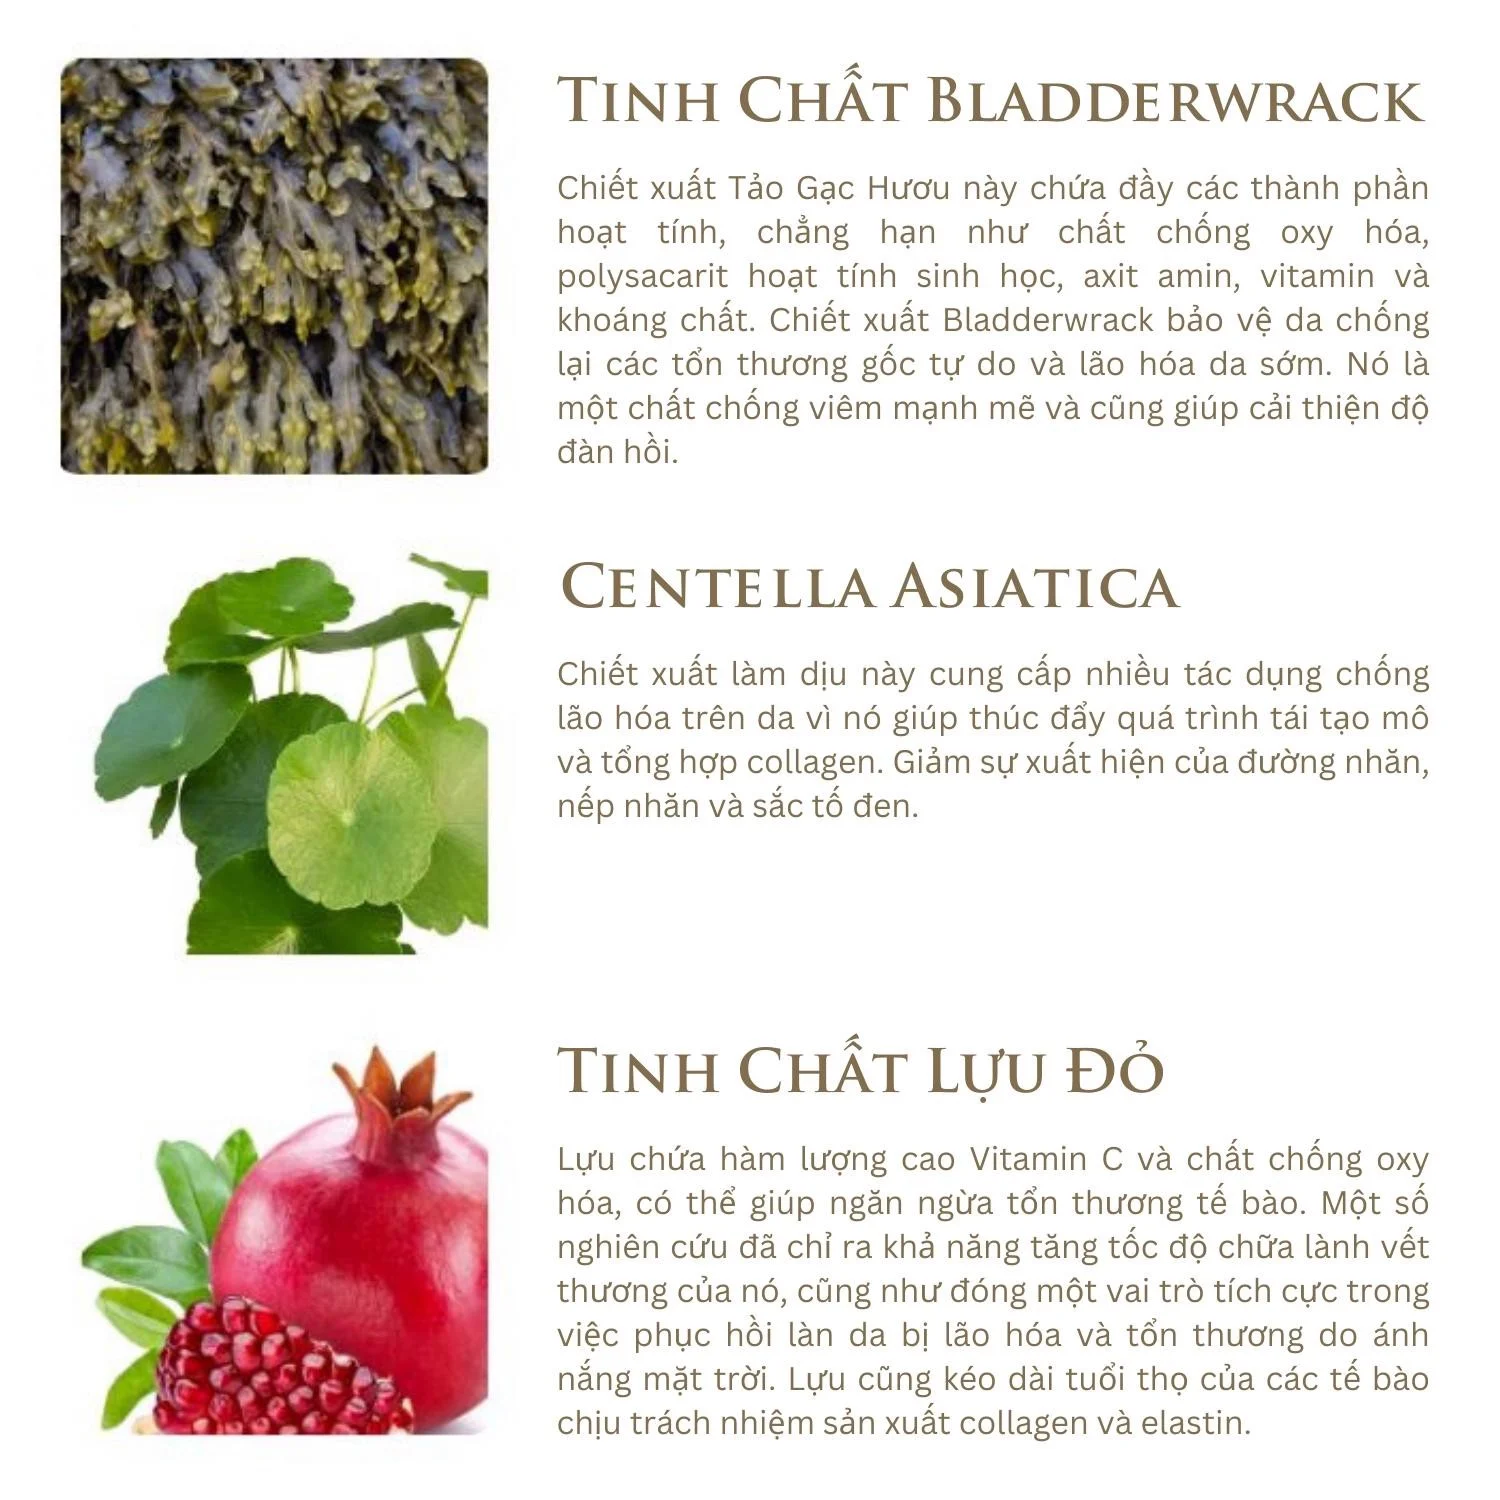 TINH CHẤT BLADDERWRACK
Chiết xuất Tảo Gạc Hươu này chứa đầy các thành phần
hoạt tính, chẳng hạn như chất chống oxy hóa,
polysacarit hoạt tính sinh học, axit amin, vitamin và
khoáng chất. Chiết xuất Bladderwrack bảo vệ da chống
lại các tổn thương gốc tự do và lão hóa da sớm. Nó là
một chất chống viêm mạnh mẽ và cũng giúp cải thiện độ
đàn hồi.
CENTELLA ASIATICA
Chiết xuất làm dịu này cung cấp nhiều tác dụng chống
lão hóa trên da vì nó giúp thúc đẩy quá trình tái tạo mô
và tổng hợp collagen. Giảm sự xuất hiện của đường nhăn,
nếp nhăn và sắc tố đen.
TINH CHẤT LỰU ĐỎ
Lựu chứa hàm lượng cao Vitamin C và chất chống oxy
hóa, có thể giúp ngăn ngừa tổn thương tế bào. Một số
nghiên cứu đã chỉ ra khả năng tăng tốc độ chữa lành vết
thương của nó, cũng như đóng một vai trò tích cực trong
việc phục hồi làn da bị lão hóa và tổn thương do ánh
nắng mặt trời. Lựu cũng kéo dài tuổi thọ của các tế bào
chịu trách nhiệm sản xuất collagen và elastin.